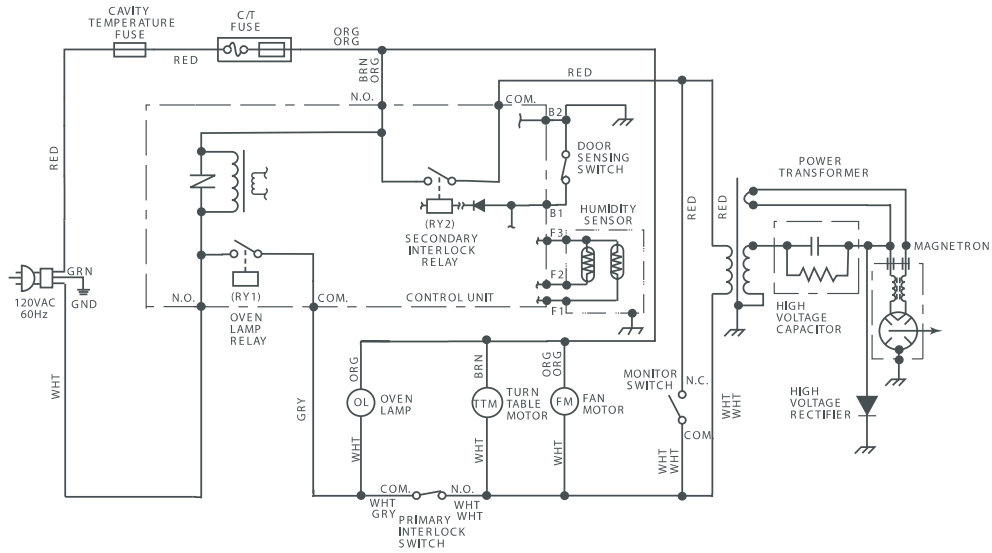 CAVITY
TEMPERATURE
FUSE
C/T
FUSE
ORG
ORG
RED
BRN
ORG
RED
N.O.
COM.
B2
DOOR
SENSING
SWITCH
POWER
TRANSFORMER
RED
RED
RED
B1
(RY2)
SECONDARY
INTERLOCK
RELAY
HUMIDITY
SENSOR
F3
F2
F1
MAGNETRON
GRN
GND
120VAC
60Hz
(RY1)
N.O.
COM.
CONTROL UNIT
OVEN
LAMP
RELAY
HIGH
VOLTAGE
CAPACITOR
WHT
GRY
ORG
BRN
ORG
ORG
MONITOR
SWITCH
N.C.
OL
OVEN
LAMP
TTM
TURN
TABLE
MOTOR
FM
FAN
MOTOR
WHT
WHT
HIGH
VOLTAGE
RECTIFIER
COM.
WHT
WHT
WHT
WHT
WHT
COM.
N.O.
WHT
GRY
WHT
WHT
PRIMARY
INTERLOCK
SWITCH